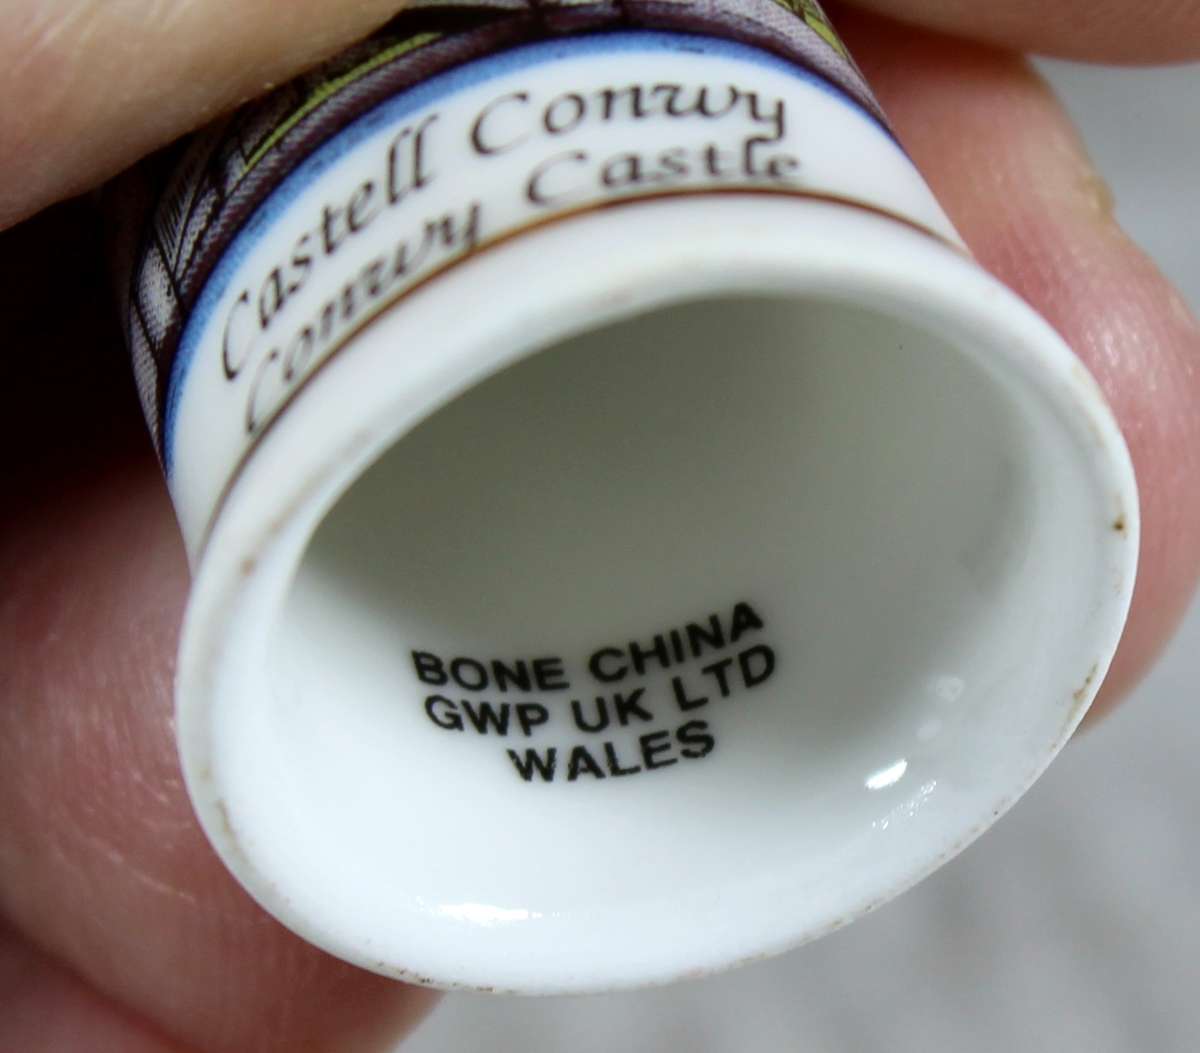 Castell Conwy
Conwy Castle
BONE CHINA
GWP UK LTD
WALES